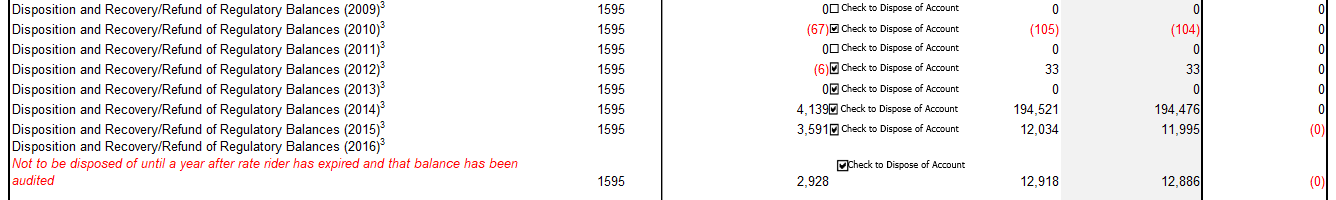 Disposition and Recovery/Refund of Regulatory Balances (2009)³ 1595 0 Check to Dispose of Account 0 0 0
Disposition and Recovery/Refund of Regulatory Balances (2010)³ 1595 (67) Check to Dispose of Account (105) (104) 0
Disposition and Recovery/Refund of Regulatory Balances (2011)³ 1595 0 Check to Dispose of Account 0 0 0
Disposition and Recovery/Refund of Regulatory Balances (2012)³ 1595 (6) Check to Dispose of Account 33 33 0
Disposition and Recovery/Refund of Regulatory Balances (2013)³ 1595 0 Check to Dispose of Account 0 0 0
Disposition and Recovery/Refund of Regulatory Balances (2014)³ 1595 4,139 Check to Dispose of Account 194,521 194,476 0
Disposition and Recovery/Refund of Regulatory Balances (2015)³ 1595 3,591 Check to Dispose of Account 12,034 11,995 (0)
Disposition and Recovery/Refund of Regulatory Balances (2016)³
Not to be disposed of until a year after rate rider has expired and that balance has been Check to Dispose of Account
audited 1595 2,928 12,918 12,886 (0)